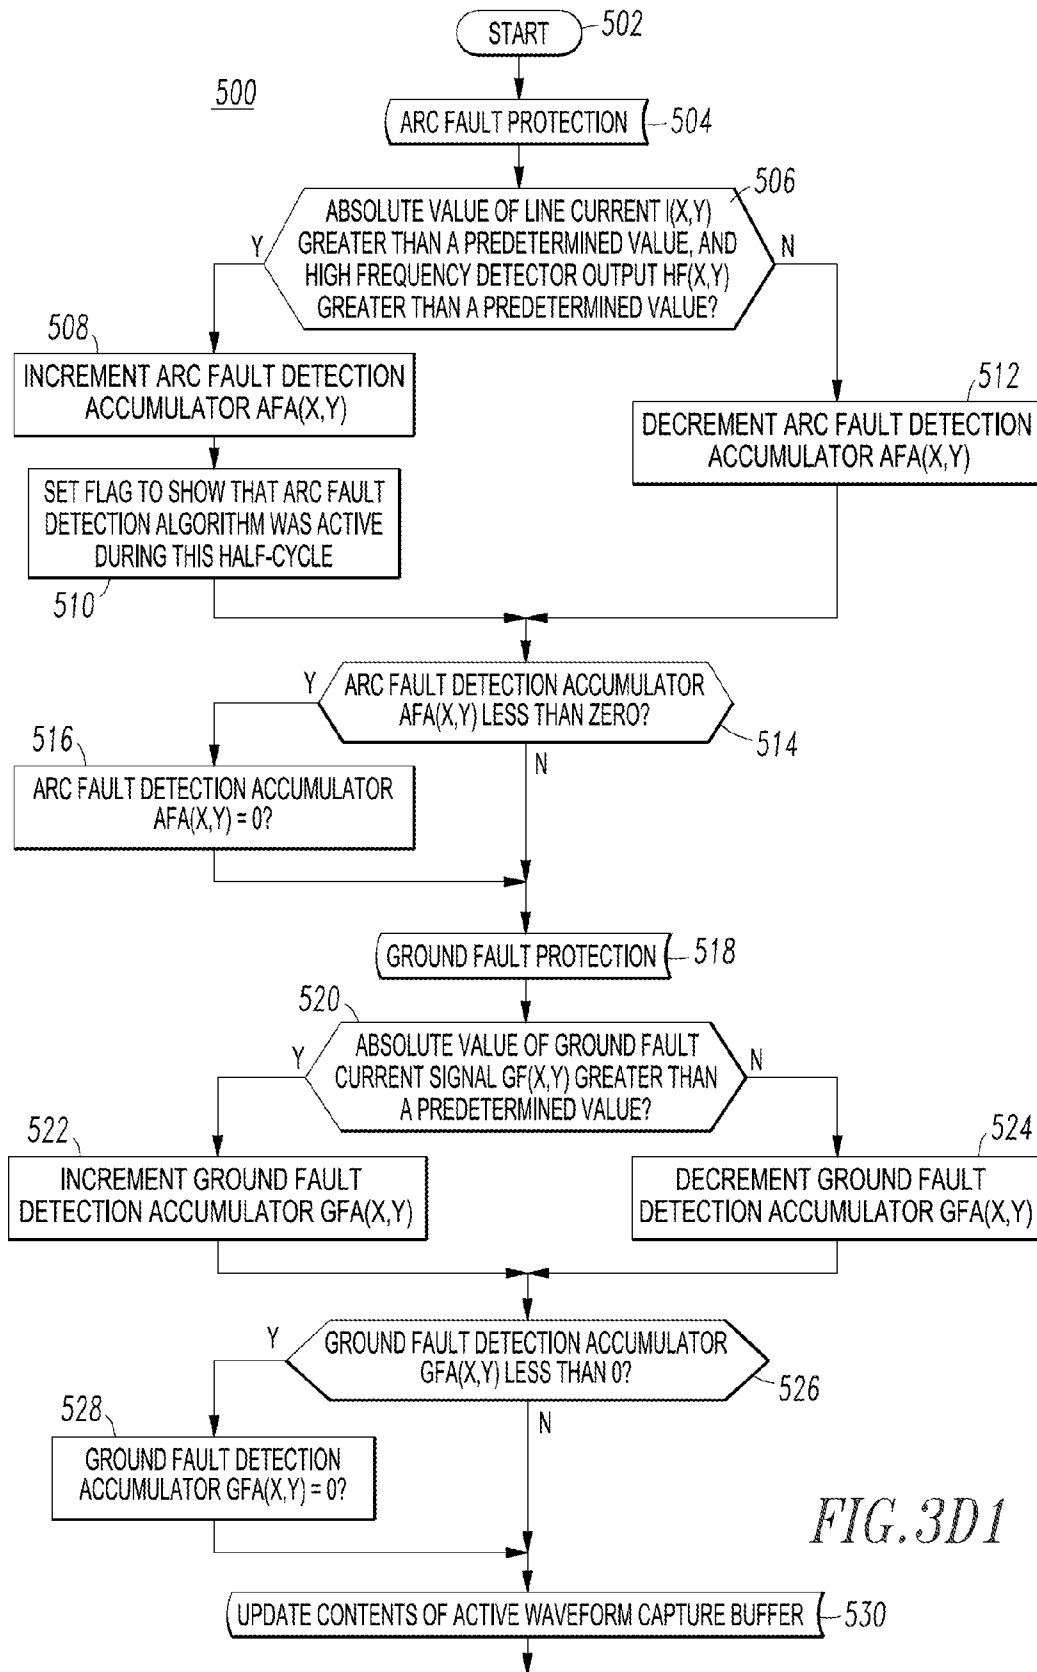 START
502
500
ARC FAULT PROTECTION
504
506
ABSOLUTE VALUE OF LINE CURRENT I(X,Y)
GREATER THAN A PREDETERMINED VALUE, AND
HIGH FREQUENCY DETECTOR OUTPUT HF(X,Y)
GREATER THAN A PREDETERMINED VALUE?
Y
N
508
INCREMENT ARC FAULT DETECTION
ACCUMULATOR AFA(X,Y)
512
DECREMENT ARC FAULT DETECTION
ACCUMULATOR AFA(X,Y)
SET FLAG TO SHOW THAT ARC FAULT
DETECTION ALGORITHM WAS ACTIVE
DURING THIS HALF-CYCLE
510
Y
ARC FAULT DETECTION ACCUMULATOR
AFA(X,Y) LESS THAN ZERO?
514
N
516
ARC FAULT DETECTION ACCUMULATOR
AFA(X,Y) = 0?
GROUND FAULT PROTECTION
518
520
Y
ABSOLUTE VALUE OF GROUND FAULT
CURRENT SIGNAL GF(X,Y) GREATER THAN
A PREDETERMINED VALUE?
N
522
INCREMENT GROUND FAULT
DETECTION ACCUMULATOR GFA(X,Y)
524
DECREMENT GROUND FAULT
DETECTION ACCUMULATOR GFA(X,Y)
Y
GROUND FAULT DETECTION ACCUMULATOR
GFA(X,Y) LESS THAN 0?
526
N
528
GROUND FAULT DETECTION
ACCUMULATOR GFA(X,Y) = 0?
FIG.3D1
UPDATE CONTENTS OF ACTIVE WAVEFORM CAPTURE BUFFER
530